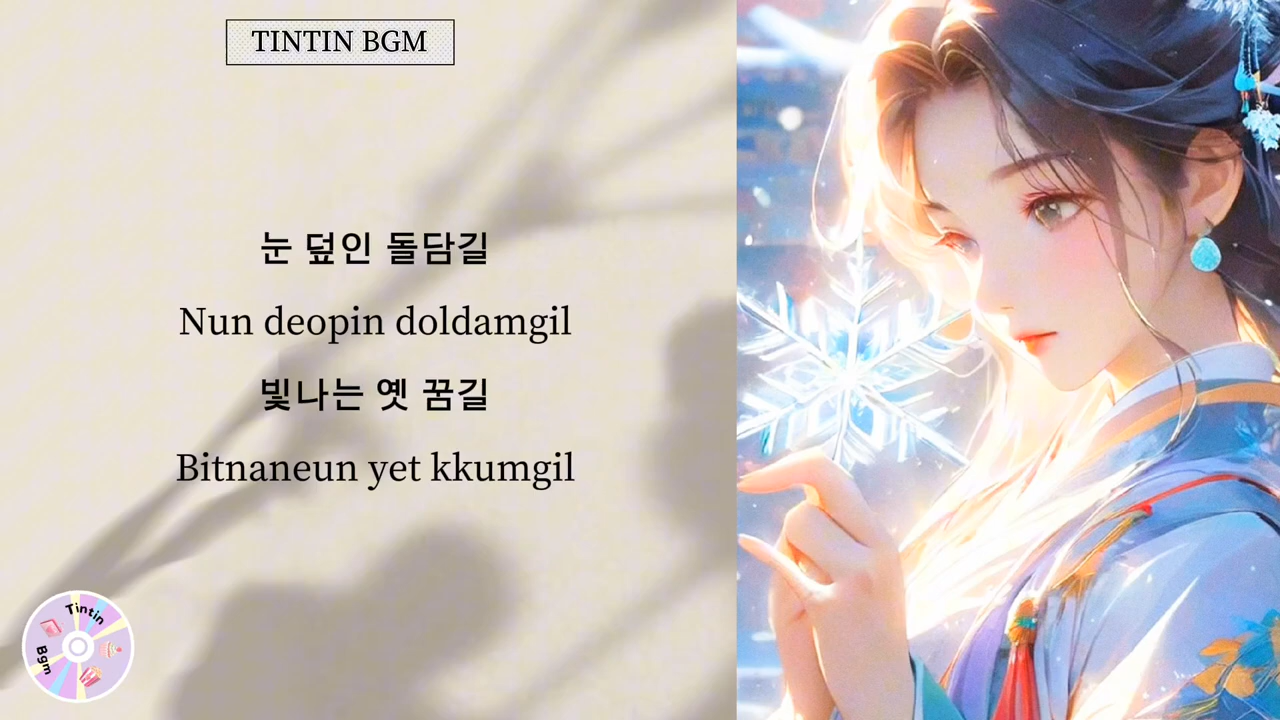 TINTIN BGM
눈 덮인 돌담길
Nun deopin doldamgil
빛나는 옛 꿈길
Bitnaneun yet kkumgil
Tintin
Bgm